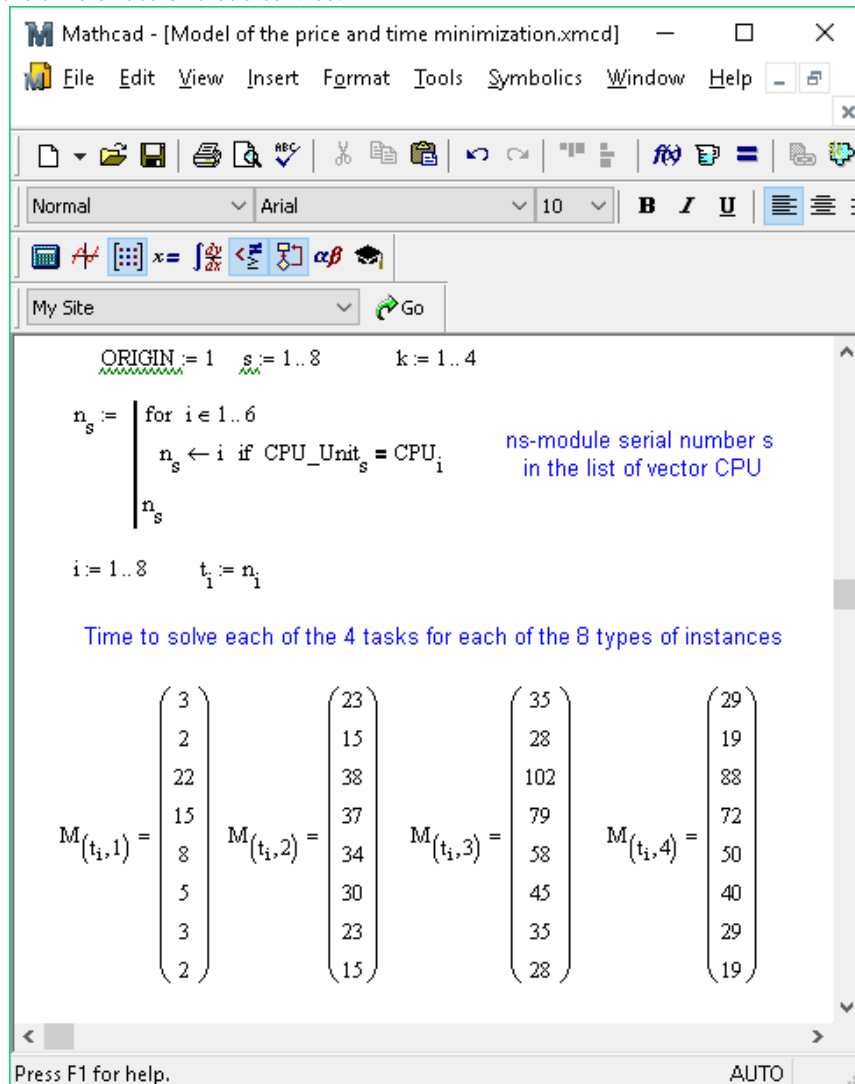 Mathcad - [Model of the price and time minimization.xmcd]
File Edit View Insert Format Tools Symbolics Window Help
Normal Arial 10 B I U
My Site Go
ORIGIN := 1 s := 1..8 k := 1..4
n_s := for i ∈ 1..6
n_s ← i if CPU_Unit_s = CPU_i
n_s
ns-module serial number s
in the list of vector CPU
i := 1..8 t_i := n_i
Time to solve each of the 4 tasks for each of the 8 types of instances
3 23 35 29
2 15 28 19
22 38 102 88
15 37 79 72
M_(t_i,1) = M_(t_i,2) = M_(t_i,3) = M_(t_i,4) =
8 34 58 50
5 30 45 40
3 23 35 29
2 15 28 19
Press F1 for help. AUTO